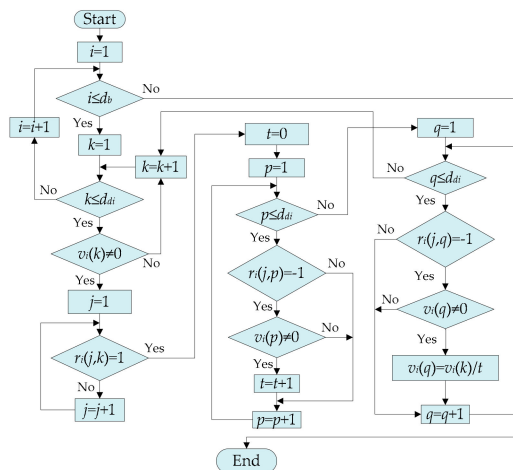 Start
i=1
i≤db
No
Yes
i=i+1
k=1
k=k+1
k≤ddi
No
Yes
vi(k)≠0
No
Yes
j=1
ri(j,k)=1
Yes
No
j=j+1
t=0
p=1
p≤ddi
No
Yes
ri(j,p)=-1
No
Yes
vi(p)≠0
No
Yes
t=t+1
p=p+1
q=1
q≤ddi
No
Yes
ri(j,q)=-1
No
Yes
vi(q)≠0
No
Yes
vi(q)=vi(k)/t
q=q+1
End